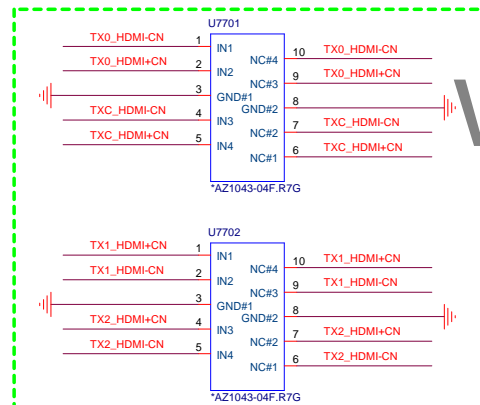 U7701
TX0_HDMI-CN 1 IN1 NC#4 10 TX0_HDMI-CN
TX0_HDMI+CN 2 IN2 NC#3 9 TX0_HDMI+CN
3 GND#1 GND#2 8
TXC_HDMI-CN 4 IN3 NC#2 7 TXC_HDMI-CN
TXC_HDMI+CN 5 IN4 NC#1 6 TXC_HDMI+CN
*AZ1043-04F.R7G
U7702
TX1_HDMI+CN 1 IN1 NC#4 10 TX1_HDMI+CN
TX1_HDMI-CN 2 IN2 NC#3 9 TX1_HDMI-CN
3 GND#1 GND#2 8
TX2_HDMI+CN 4 IN3 NC#2 7 TX2_HDMI+CN
TX2_HDMI-CN 5 IN4 NC#1 6 TX2_HDMI-CN
*AZ1043-04F.R7G